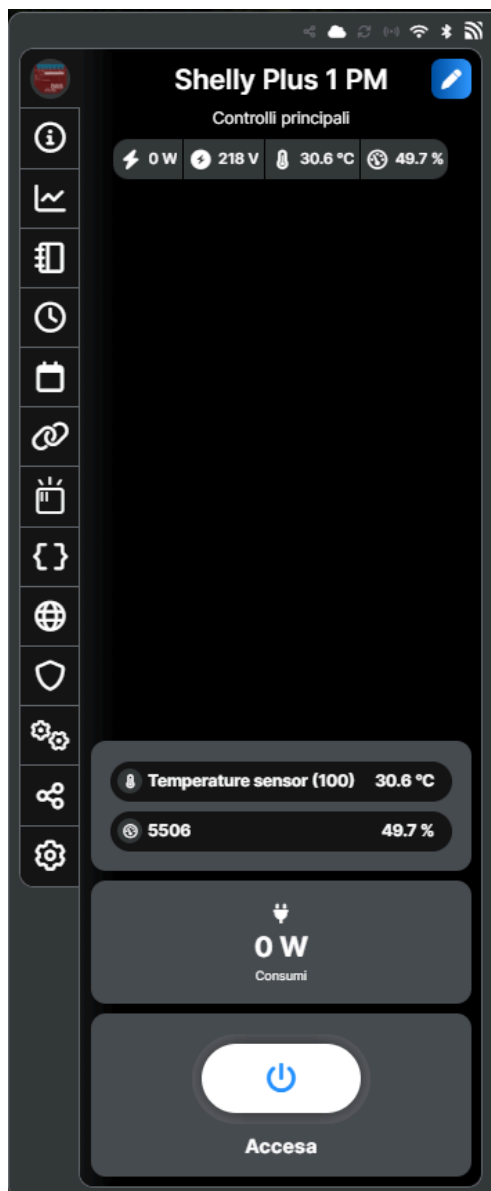 Shelly Plus 1 PM
Controlli principali
0 W 218 V 30.6 °C 49.7 %
Temperature sensor (100) 30.6 °C
5506 49.7 %
0 W
Consumi
Accesa